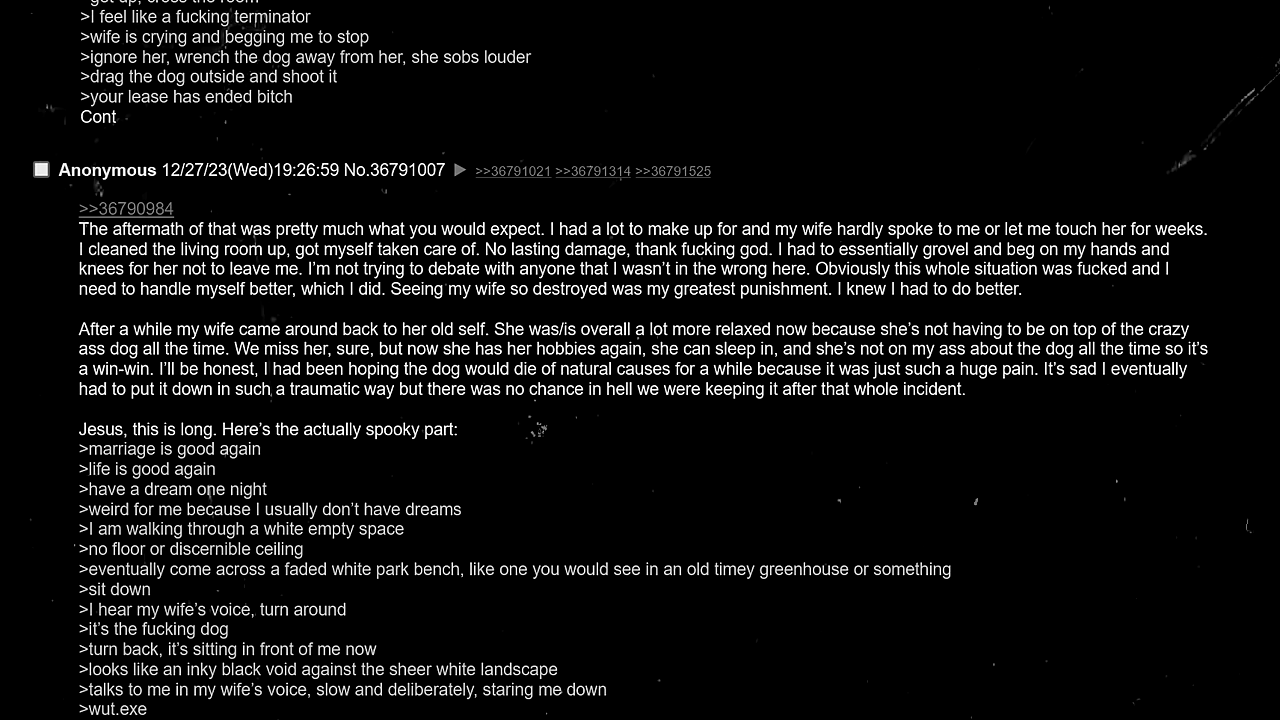 >get up, cross the room
>I feel like a fucking terminator
>wife is crying and begging me to stop
>ignore her, wrench the dog away from her, she sobs louder
>drag the dog outside and shoot it
>your lease has ended bitch
Cont
Anonymous 12/27/23(Wed)19:26:59 No.36791007 ▶ >>36791021 >>36791314 >>36791525
>>36790984
The aftermath of that was pretty much what you would expect. I had a lot to make up for and my wife hardly spoke to me or let me touch her for weeks.
I cleaned the living room up, got myself taken care of. No lasting damage, thank fucking god. I had to essentially grovel and beg on my hands and
knees for her not to leave me. I’m not trying to debate with anyone that I wasn’t in the wrong here. Obviously this whole situation was fucked and I
need to handle myself better, which I did. Seeing my wife so destroyed was my greatest punishment. I knew I had to do better.
After a while my wife came around back to her old self. She was/is overall a lot more relaxed now because she’s not having to be on top of the crazy
ass dog all the time. We miss her, sure, but now she has her hobbies again, she can sleep in, and she’s not on my ass about the dog all the time so it’s
a win-win. I’ll be honest, I had been hoping the dog would die of natural causes for a while because it was just such a huge pain. It’s sad I eventually
had to put it down in such a traumatic way but there was no chance in hell we were keeping it after that whole incident.
Jesus, this is long. Here’s the actually spooky part:
>marriage is good again
>life is good again
>have a dream one night
>weird for me because I usually don’t have dreams
>I am walking through a white empty space
>no floor or discernible ceiling
>eventually come across a faded white park bench, like one you would see in an old timey greenhouse or something
>sit down
>I hear my wife’s voice, turn around
>it’s the fucking dog
>turn back, it’s sitting in front of me now
>looks like an inky black void against the sheer white landscape
>talks to me in my wife’s voice, slow and deliberately, staring me down
>wut.exe